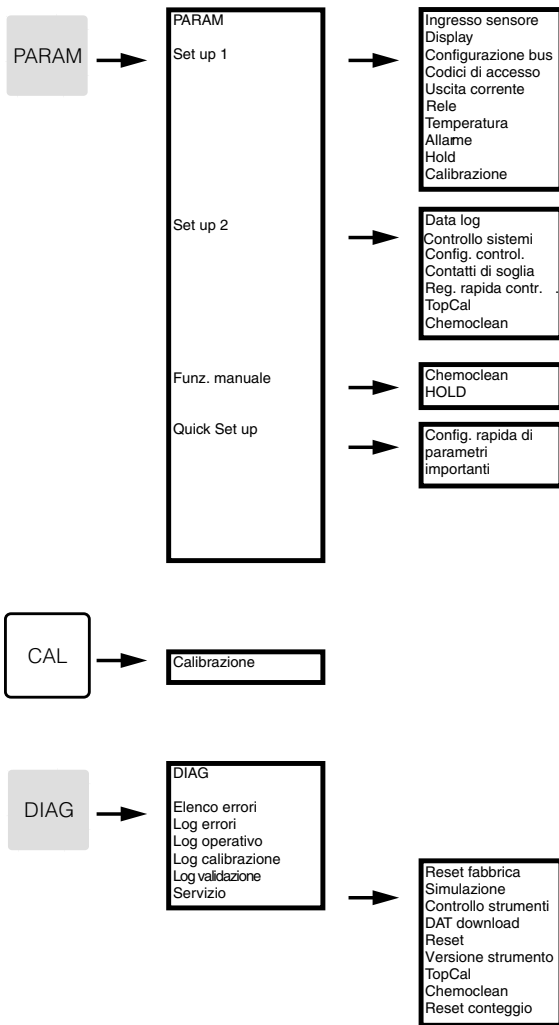 PARAM
PARAM
Set up 1
Ingresso sensore
Display
Configurazione bus
Codici di accesso
Uscita corrente
Rele
Temperatura
Allarme
Hold
Calibrazione
Set up 2
Data log
Controllo sistemi
Config. control.
Contatti di soglia
Reg. rapida contr. .
TopCal
Chemoclean
Funz. manuale
Chemoclean
HOLD
Quick Set up
Config. rapida di
parametri
importanti
CAL
Calibrazione
DIAG
DIAG
Elenco errori
Log errori
Log operativo
Log calibrazione
Log validazione
Servizio
Reset fabbrica
Simulazione
Controllo strumenti
DAT download
Reset
Versione strumento
TopCal
Chemoclean
Reset conteggio